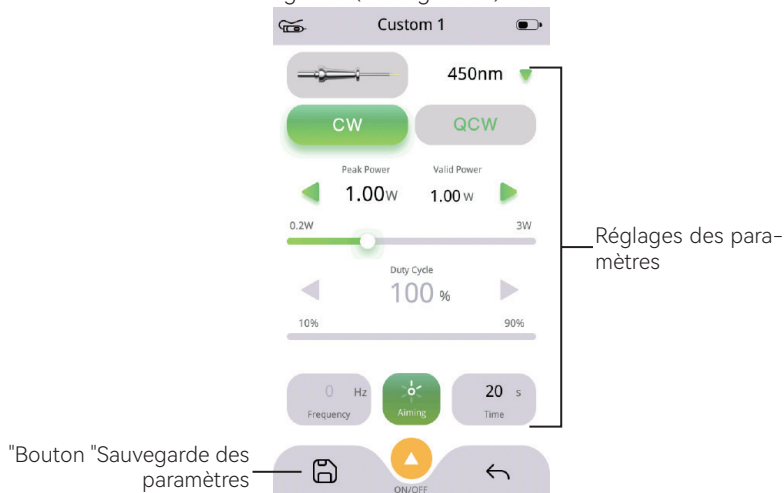 Custom 1
450nm
CW
QCW
Peak Power
Valid Power
1.00W
1.00 W
0.2W
3W
Réglages des para-
mètres
Duty Cycle
100 %
10%
90%
0 Hz
Frequency
Aiming
20 s
Time
"Bouton "Sauvegarde des
paramètres
ON/OFF